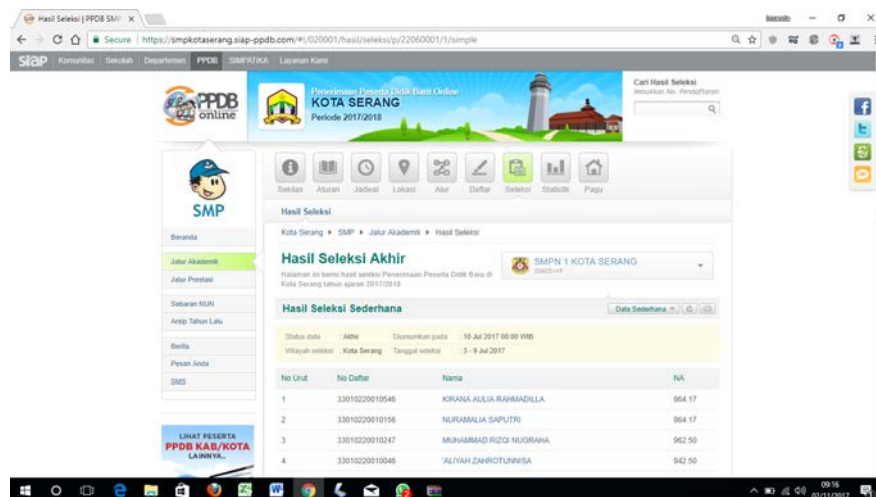 Hasil Seleksi | PPDB SMP
Secure | https://smpkotaserang.siap-ppdb.com/#!/020001/hasil/seleksi/p/22060001/1/simple
siap Komunitas Sekolah Departemen PPDB SIMPATIKA Layanan Kami
PPDB
online
Penerimaan Peserta Didik Baru Online
KOTA SERANG
Periode 2017/2018
Cari Hasil Seleksi
Masukkan No. Pendaftaran
SMP
Sekilas Aturan Jadwal Lokasi Alur Daftar Seleksi Statistik Pagu
Hasil Seleksi
Beranda
Jalur Akademik
Jalur Prestasi
Sebaran NUN
Arsip Tahun Lalu
Berita
Pesan Anda
SMS
LIHAT PESERTA
PPDB KAB/KOTA
LAINNYA..
Kota Serang SMP Jalur Akademik Hasil Seleksi
Hasil Seleksi Akhir
Halaman ini berisi hasil seleksi Penerimaan Peserta Didik Baru di
Kota Serang tahun ajaran 2017/2018
SMPN 1 KOTA SERANG
Hasil Seleksi Sederhana
Data Sederhana
Status data : Akhir Diumumkan pada : 10 Jul 2017 00:00 WIB
Wilayah seleksi : Kota Serang Tanggal seleksi : 3 - 8 Jul 2017
No Urut No Daftar Nama NA
1 33010220010546 KIRANA AULIA RAHMADILLA 964.17
2 33010220010156 NURAMALIA SAPUTRI 964.17
3 33010220010247 MUHAMMAD RIZQI NUGRAHA 962.50
4 33010220010046 'ALIYAH ZAHROTUNNISA 942.50
09:16
02/11/2017